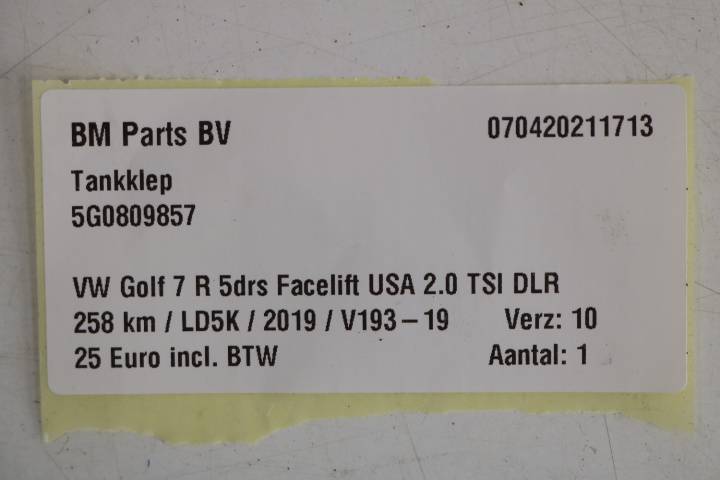 BM Parts BV 070420211713
Tankklep
5G0809857
VW Golf 7 R 5drs Facelift USA 2.0 TSI DLR
258 km / LD5K / 2019 / V193-19 Verz: 10
25 Euro incl. BTW Aantal: 1